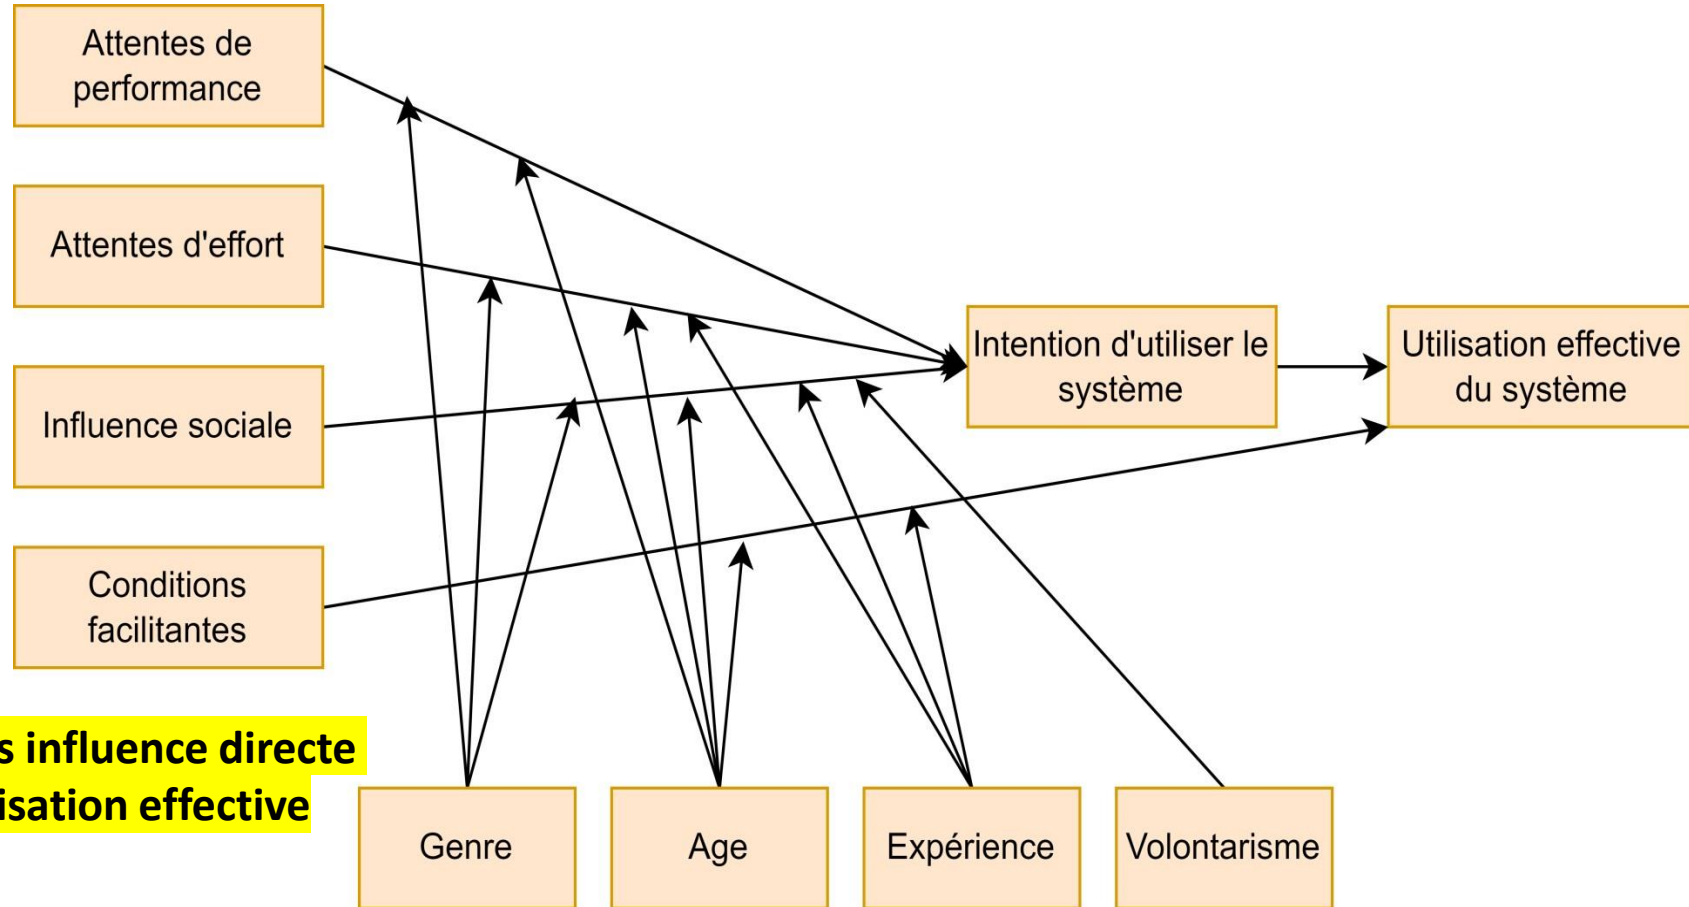 Attentes de
performance
Attentes d'effort
Influence sociale
Conditions
facilitantes
Intention d'utiliser le
système
Utilisation effective
du système
influence directe
effective
Genre
Age
Expérience
Volontarisme